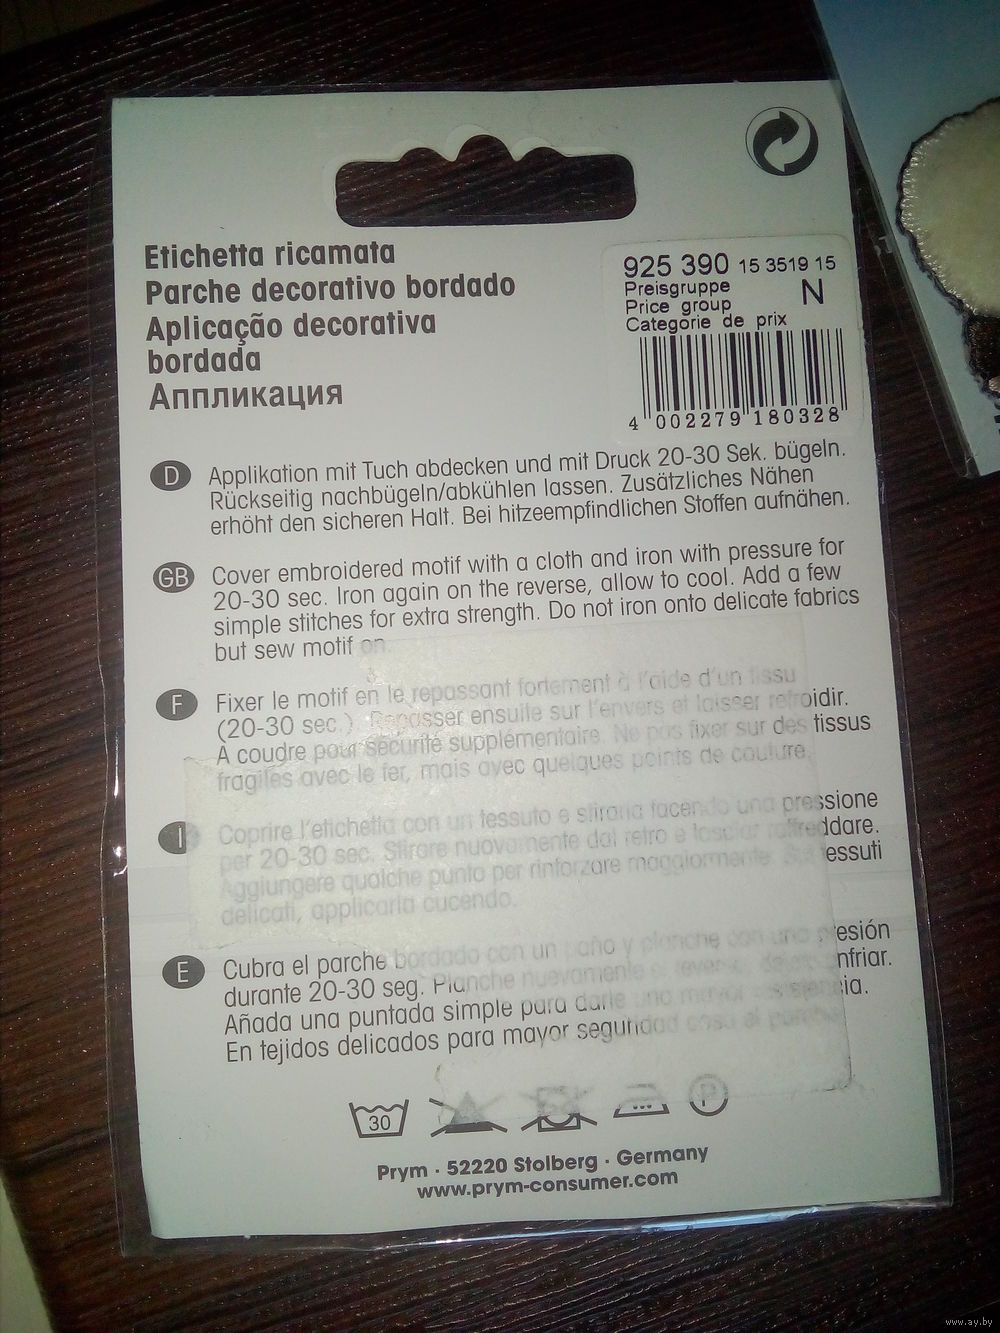 Etichetta ricamata
Parche decorativo bordado
Aplicação decorativa
bordada
Аппликация
925 390 15 3519 15
Preisgruppe
N
Price group
Categorie de prix
4 002279 180328
D
Applikation mit Tuch abdecken und mit Druck 20-30 Sek. bügeln.
Rückseitig nachbügeln/abkühlen lassen. Zusätzliches Nähen
erhöht den sicheren Halt. Bei hitzeempfindlichen Stoffen aufnähen.
GB
Cover embroidered motif with a cloth and iron with pressure for
20-30 sec. Iron again on the reverse, allow to cool. Add a few
simple stitches for extra strength. Do not iron onto delicate fabrics
but sew motif on.
F
Fixer le motif en le repassant fortement à l'aide d'un tissu
(20-30 sec.). Repasser ensuite sur l'envers et laisser refroidir.
A coudre pour sécurité supplémentaire. Ne pas fixer sur des tissus
fragiles avec le fer, mais avec quelques points de couture.
I
Coprire l'etichetta con un tessuto e stirarla facendo una pressione
per 20-30 sec. Stirare nuovamente dal retro e lasciar raffreddare.
Aggiungere qualche punto per rinforzare maggiormente. Sui tessuti
delicati, applicarla cucendo.
E
Cubra el parche bordado con un paño y planche con una presión
durante 20-30 seg. Planche nuevamente enfriar.
Añada una puntada simple para darle una mayor resistencia.
En tejidos delicados para mayor seguridad cosa el parche
30
P
Prym · 52220 Stolberg · Germany
www.prym-consumer.com
www.ay.by